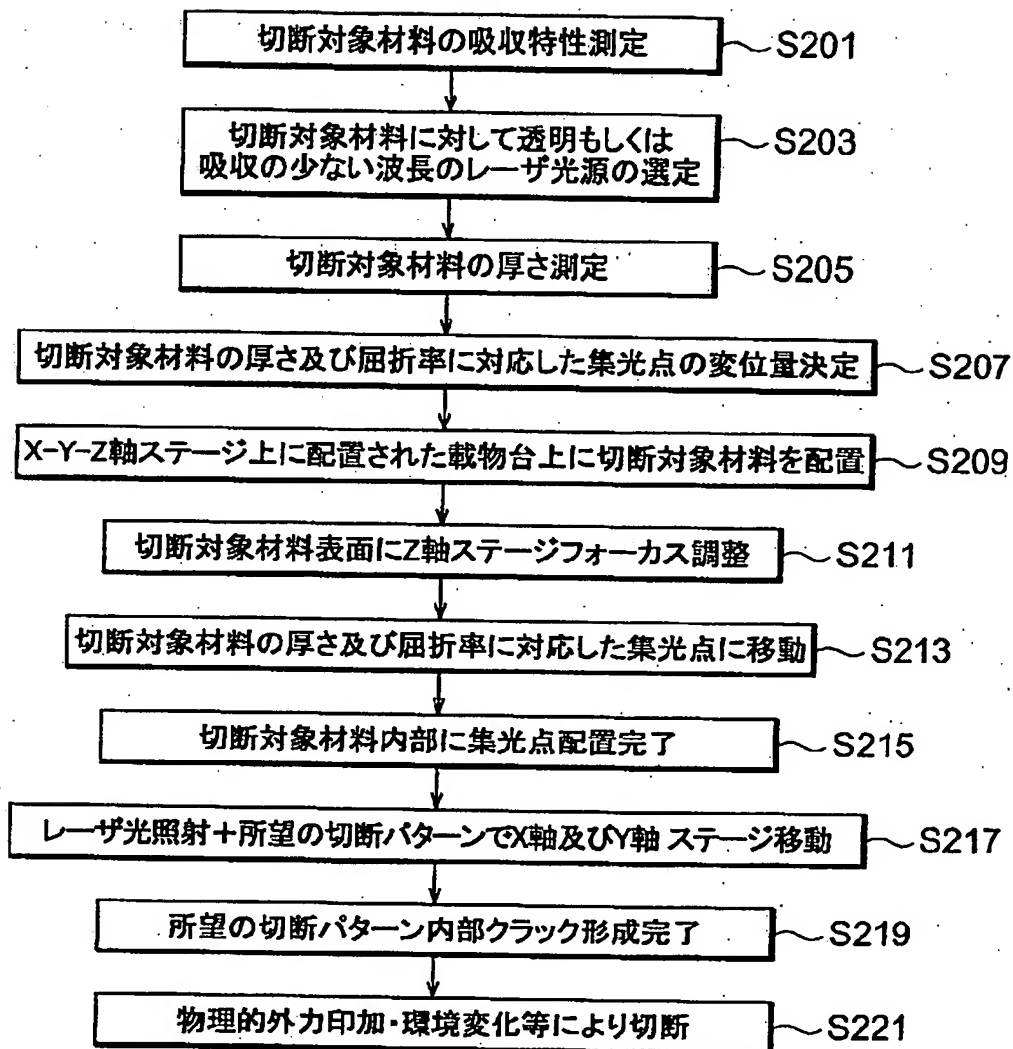 切断対象材料の吸収特性測定 S201
切断対象材料に対して透明もしくは
吸収の少ない波長のレーザ光源の選定 S203
切断対象材料の厚さ測定 S205
切断対象材料の厚さ及び屈折率に対応した集光点の変位量決定 S207
X-Y-Z軸ステージ上に配置された載物台上に切断対象材料を配置 S209
切断対象材料表面にZ軸ステージフォーカス調整 S211
切断対象材料の厚さ及び屈折率に対応した集光点に移動 S213
切断対象材料内部に集光点配置完了 S215
レーザ光照射+所望の切断パターンでX軸及びY軸 ステージ移動 S217
所望の切断パターン内部クラック形成完了 S219
物理的外力印加・環境変化等により切断 S221